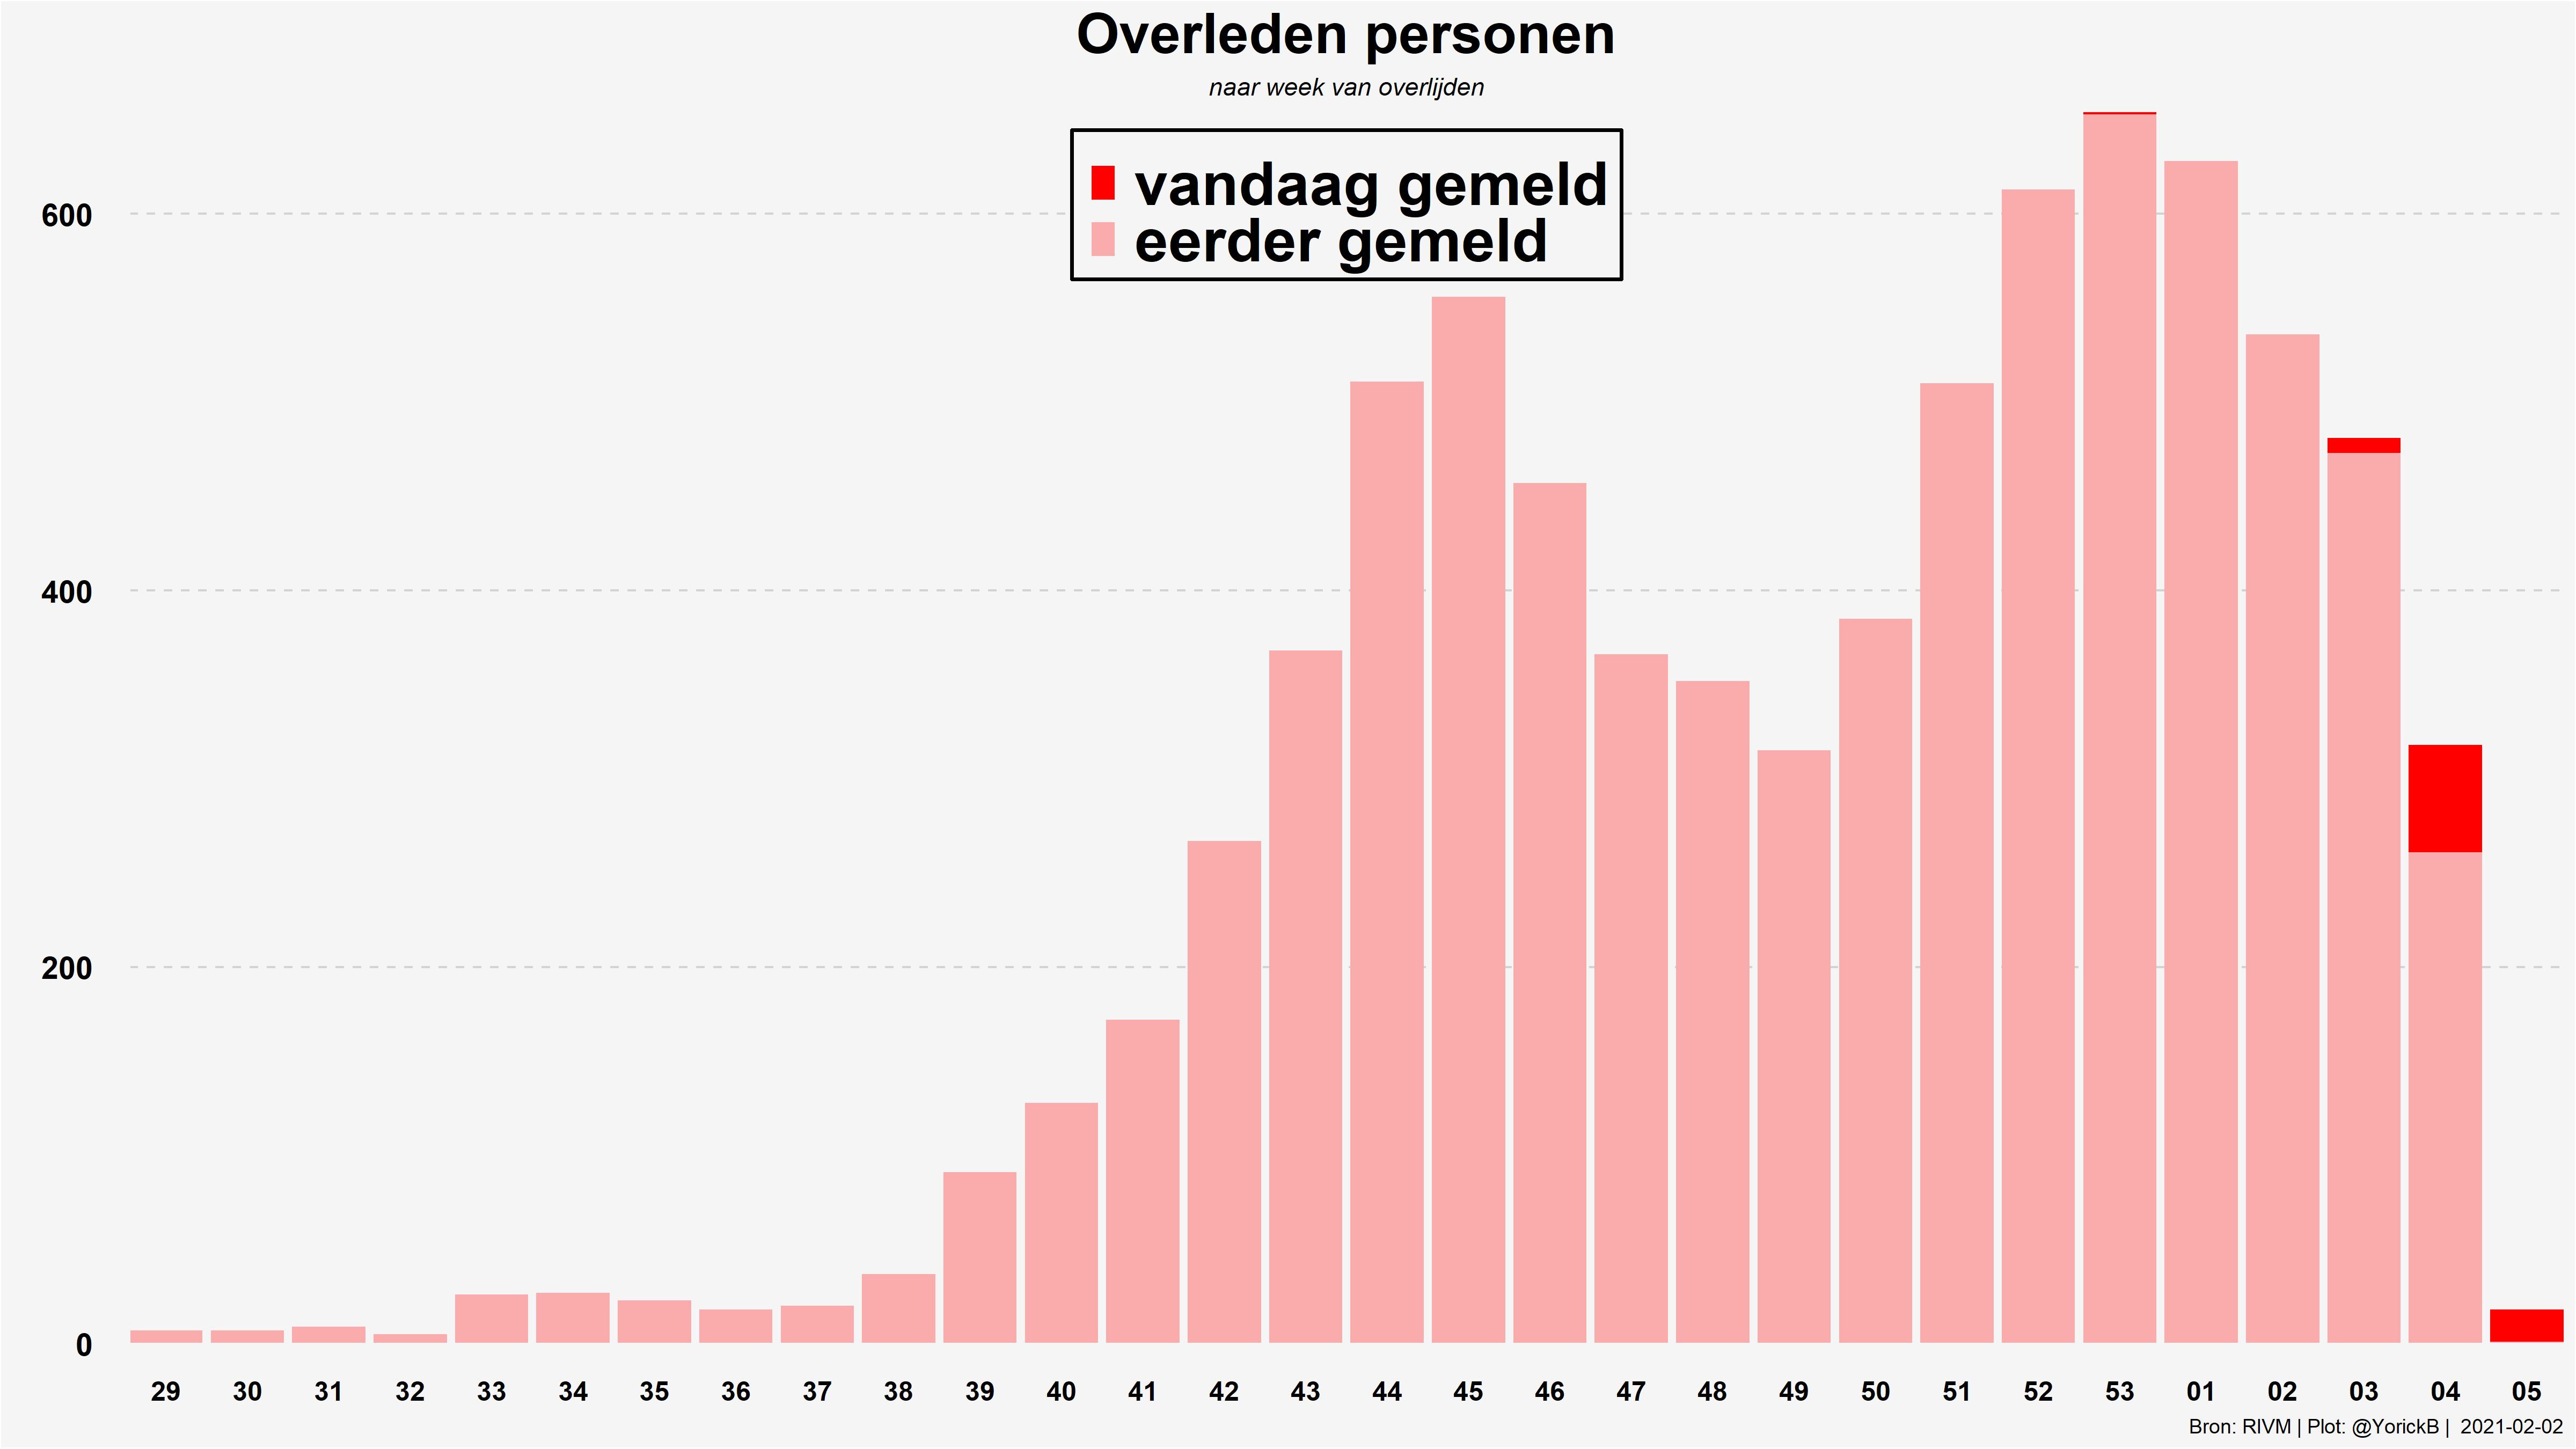 Overleden personen
naar week van overlijden
vandaag gemeld
eerder gemeld
600
400
200
0
29 30 31 32 33 34 35 36 37 38 39 40 41 42 43 44 45 46 47 48 49 50 51 52 53 01 02 03 04 05
Bron: RIVM | Plot: @YorickB | 2021-02-02